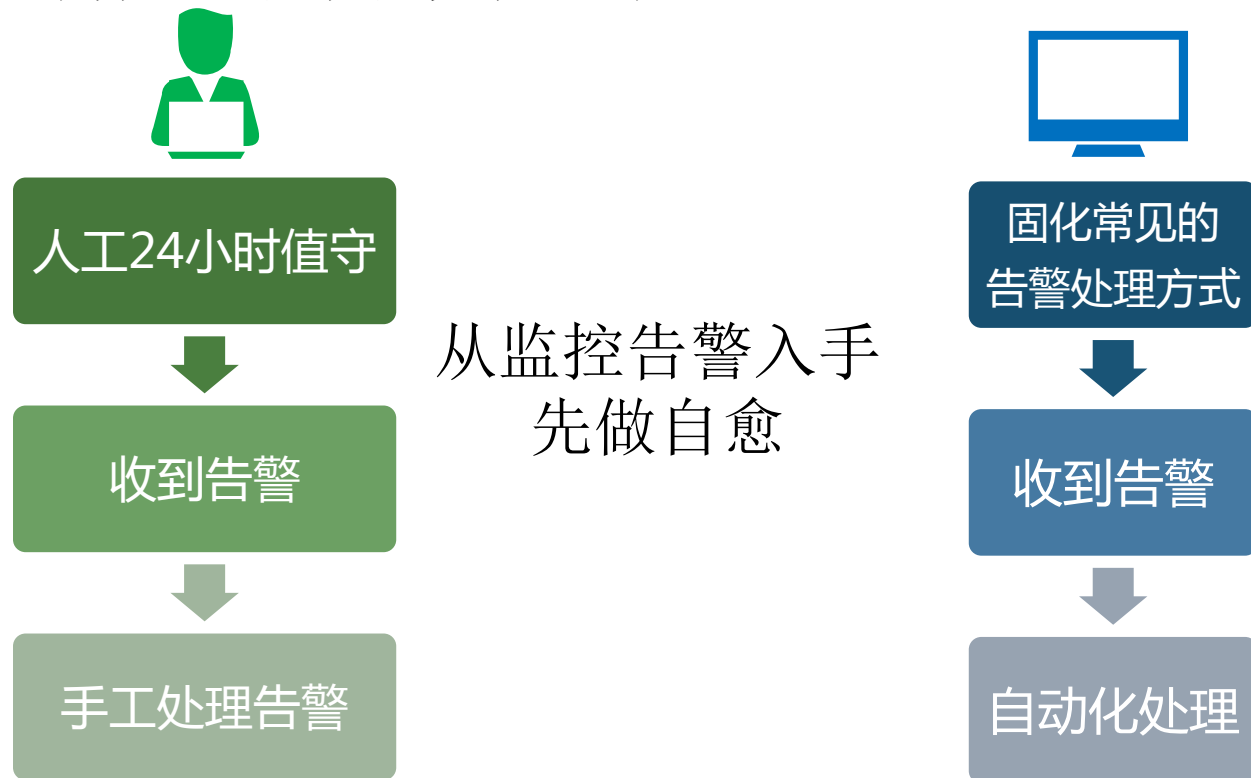 人工24小时值守
收到告警
手工处理告警
从监控告警入手
先做自愈
固化常见的
告警处理方式
收到告警
自动化处理